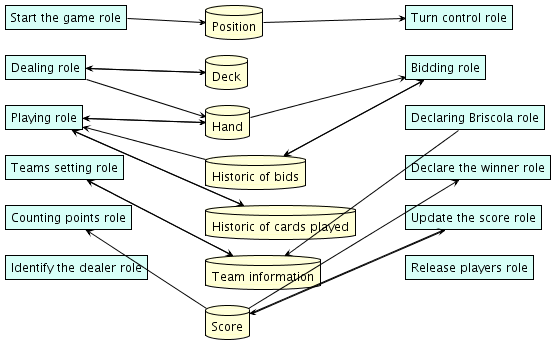 Start the game role
Position
Turn control role
Dealing role
Deck
Bidding role
Playing role
Hand
Declaring Briscola role
Teams setting role
Historic of bids
Declare the winner role
Counting points role
Historic of cards played
Update the score role
Identify the dealer role
Team information
Release players role
Score